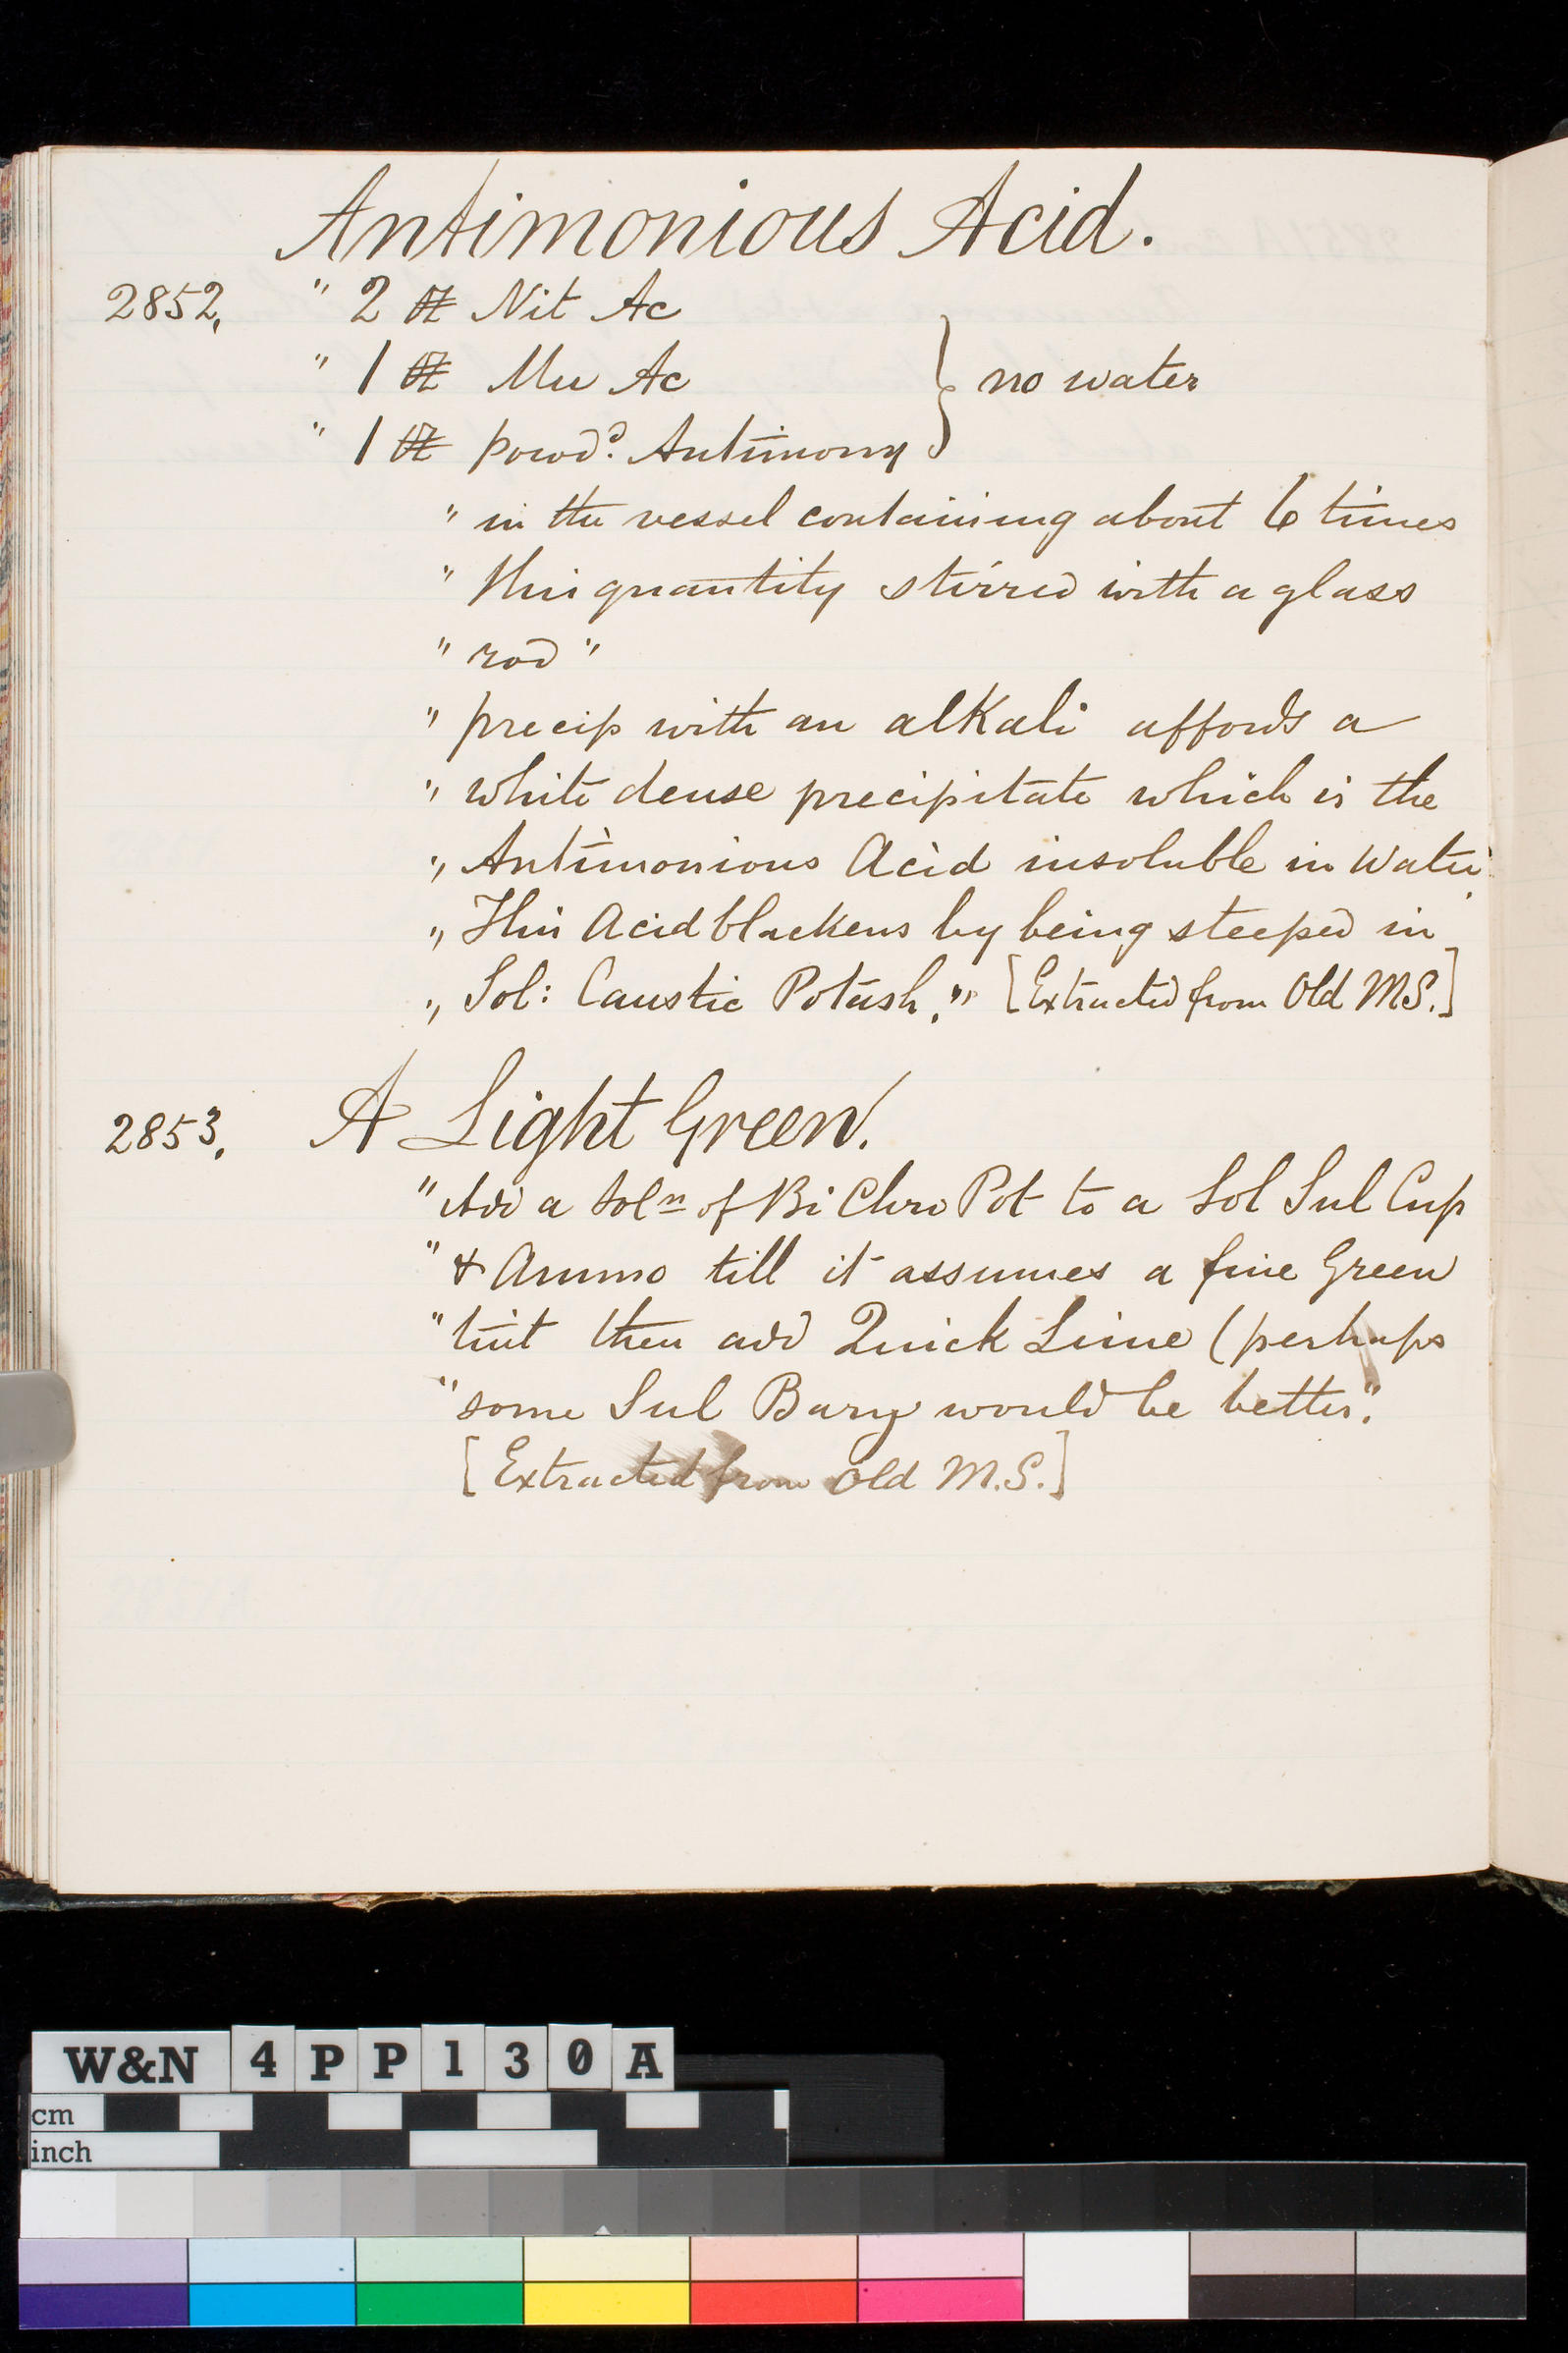 Antimonious Acid.
2852, " 2 ℔ Nit Ac
" 1 ℔ Mu Ac } no water
" 1 ℔ powd.d Antimony
" in the vessel containing about 6 times
" this quantity stirred with a glass
" rod "
" precip with an alkali affords a
" white dense precipitate which is the
" Antimonious Acid insoluble in Water
" This Acid blackens by being steeped in
" Sol: Caustic Potash." [Extracted from Old MS.]
2853, A Light Green.
" Add a Soln of Bi Chro Pot to a Sol Sul Cup
" & Ammo till it assumes a fine Green
" tint then add Quick Lime (perhaps
" some Sul Bary would be better."
[Extracted from Old M.S.]
W&N 4PP130A
cm
inch